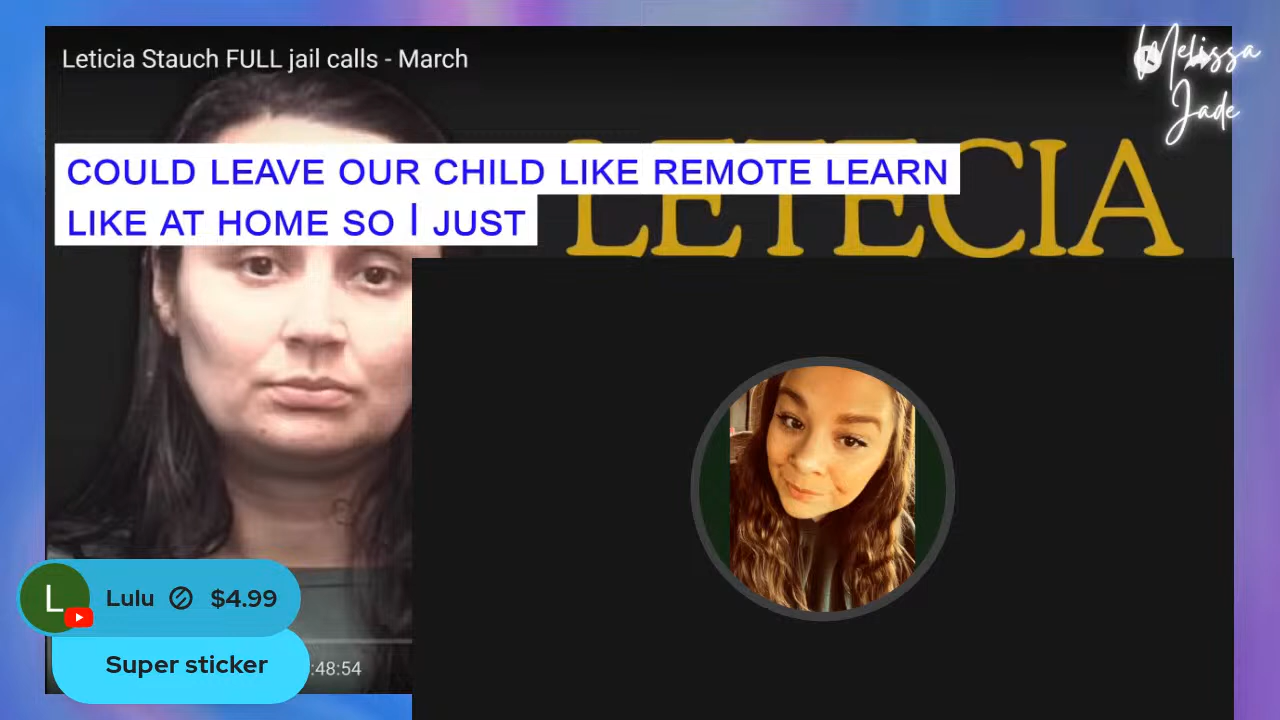 Leticia Stauch FULL jail calls - March
Melissa
Jade
COULD LEAVE OUR CHILD LIKE REMOTE LEARN
LIKE AT HOME SO I JUST
LETECIA
L
Lulu $4.99
Super sticker
:48:54